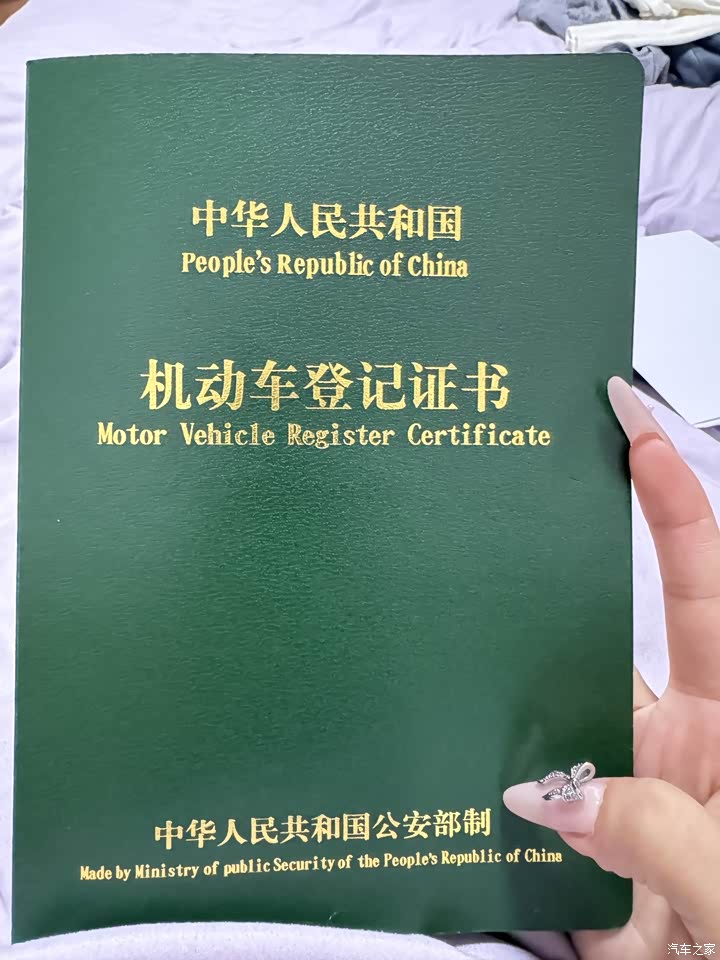 中华人民共和国
People's Republic of China
机动车登记证书
Motor Vehicle Register Certificate
中华人民共和国公安部制
Made by Ministry of public Security of the People's Republic of China
汽车之家